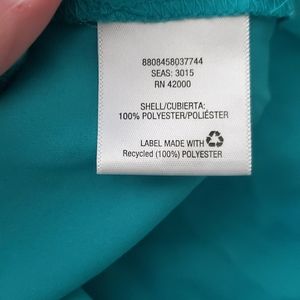 8808458037744
SEAS: 3015
RN 42000
SHELL/CUBIERTA:
100% POLYESTER/POLIÉSTER
LABEL MADE WITH
Recycled (100%) POLYESTER